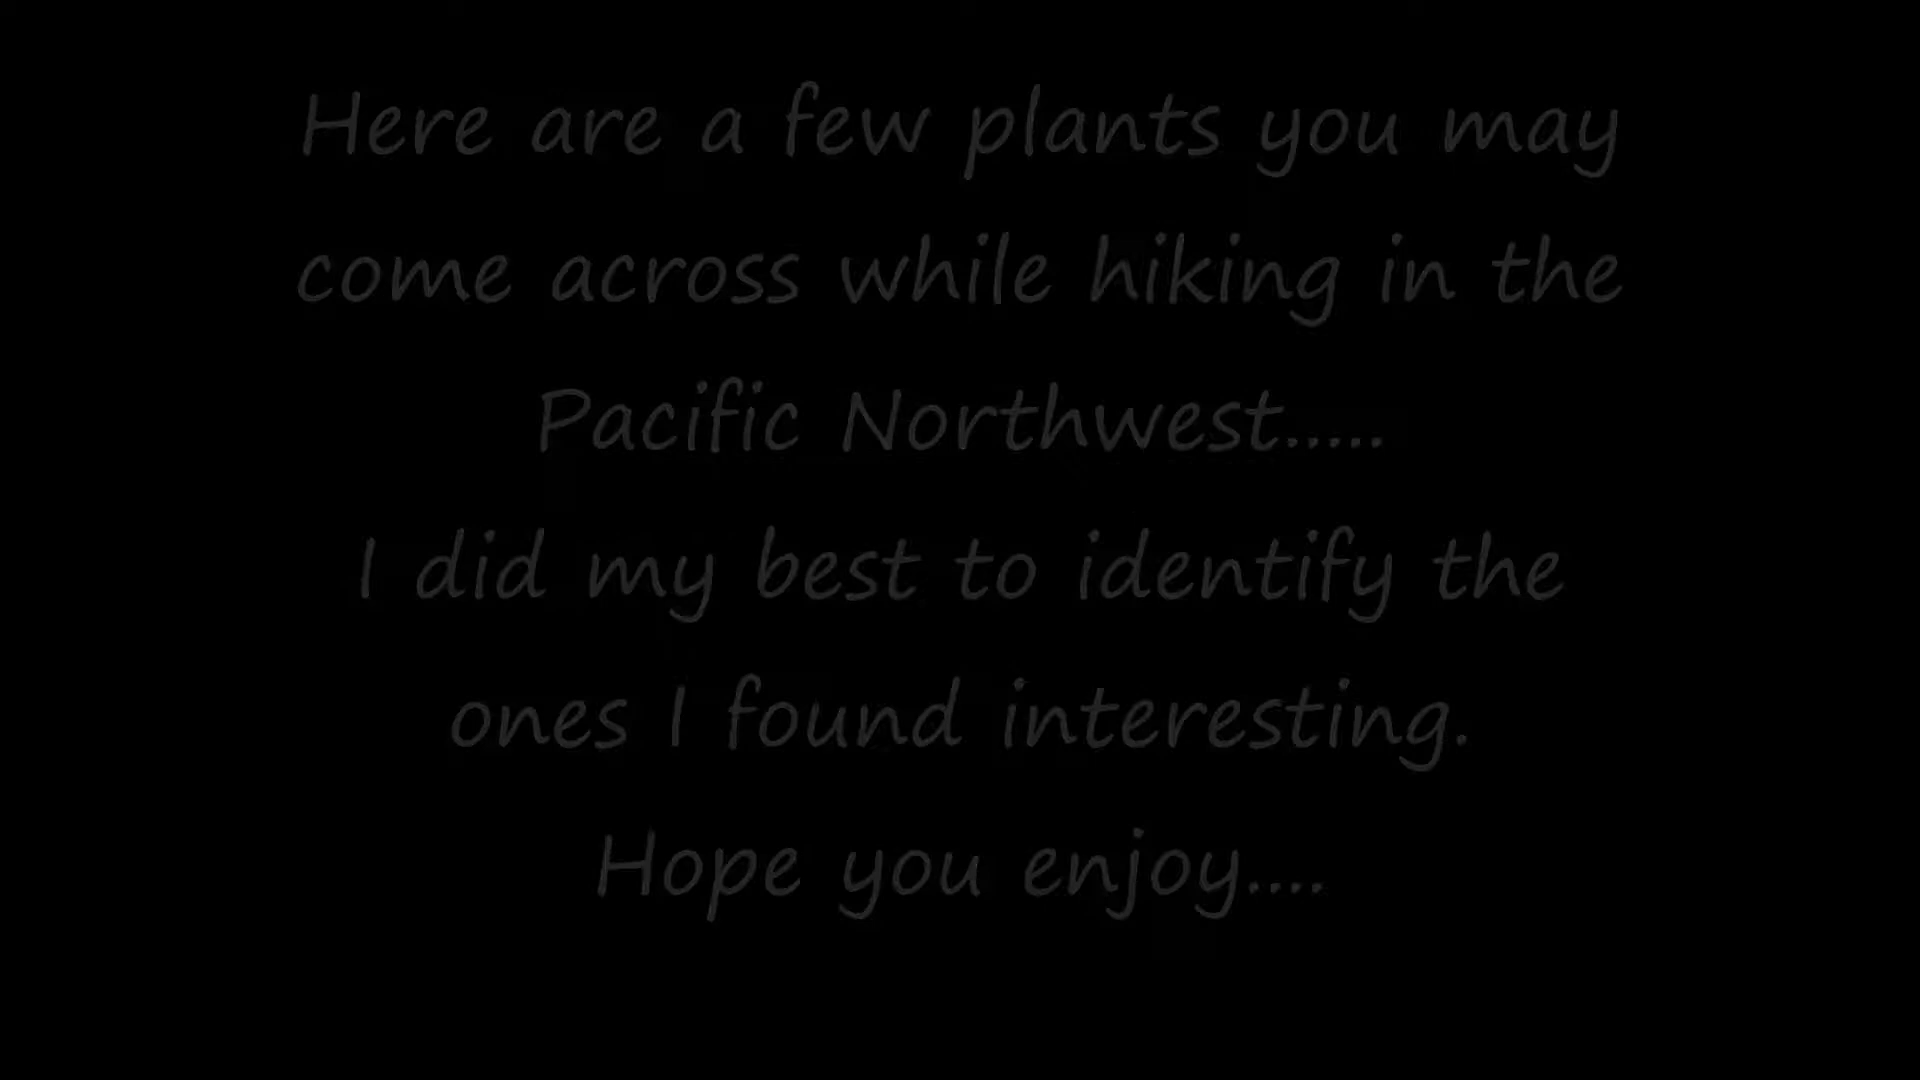 Here are a few plants you may
come across while hiking in the
Pacific Northwest.....
I did my best to identify the
ones I found interesting.
Hope you enjoy....